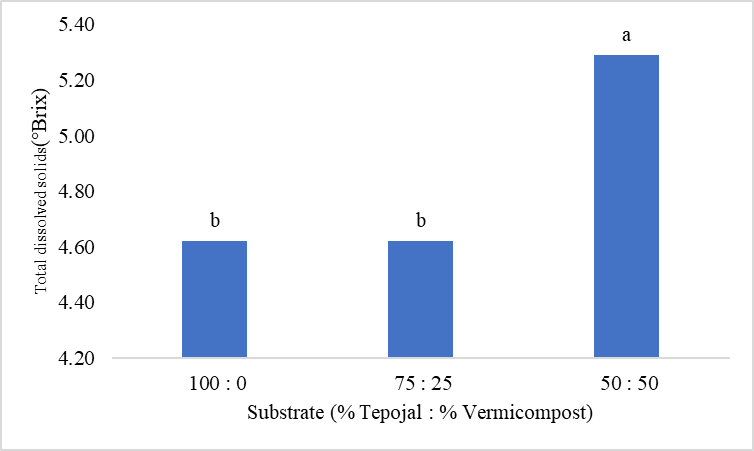 5.40
5.20
5.00
4.80
4.60
4.40
4.20
Total dissolved solids(°Brix)
b
b
a
100 : 0
75 : 25
50 : 50
Substrate (% Tepojal : % Vermicompost)